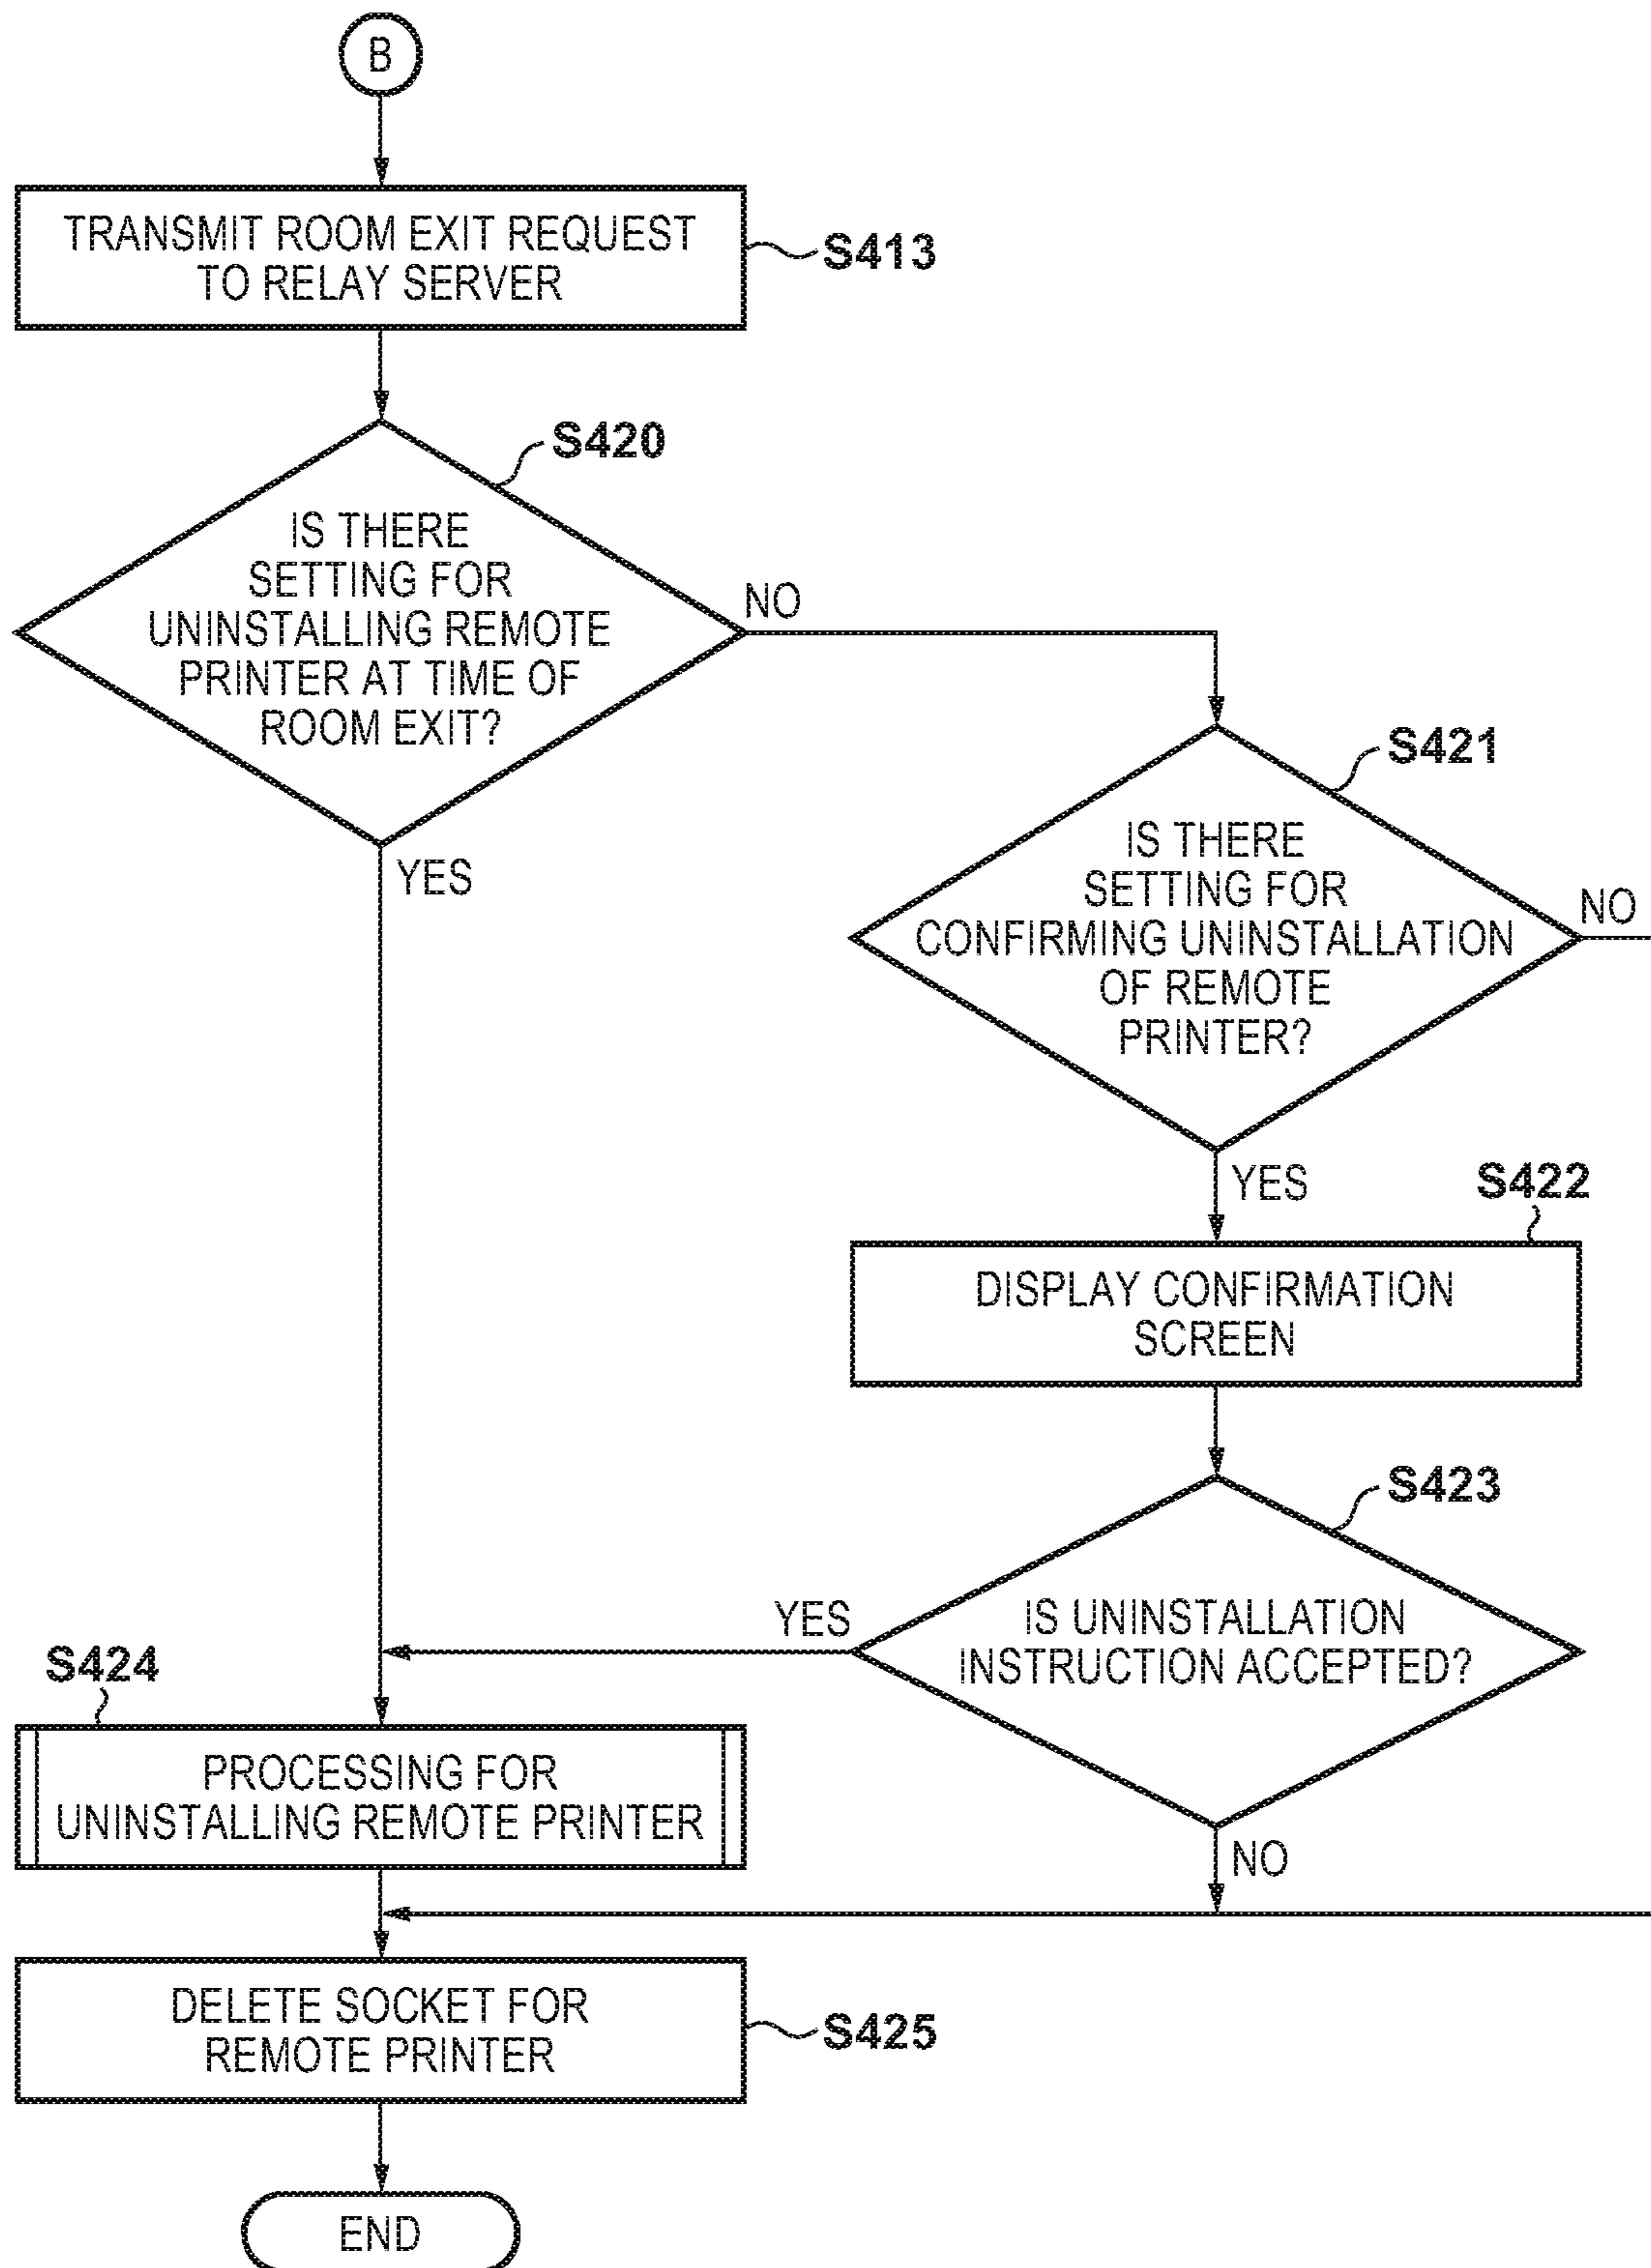 B
TRANSMIT ROOM EXIT REQUEST
TO RELAY SERVER
S413
S420
IS THERE
SETTING FOR
UNINSTALLING REMOTE
PRINTER AT TIME OF
ROOM EXIT?
NO
YES
S421
IS THERE
SETTING FOR
CONFIRMING UNINSTALLATION
OF REMOTE
PRINTER?
NO
YES
S422
DISPLAY CONFIRMATION
SCREEN
S423
IS UNINSTALLATION
INSTRUCTION ACCEPTED?
YES
NO
S424
PROCESSING FOR
UNINSTALLING REMOTE PRINTER
DELETE SOCKET FOR
REMOTE PRINTER
S425
END